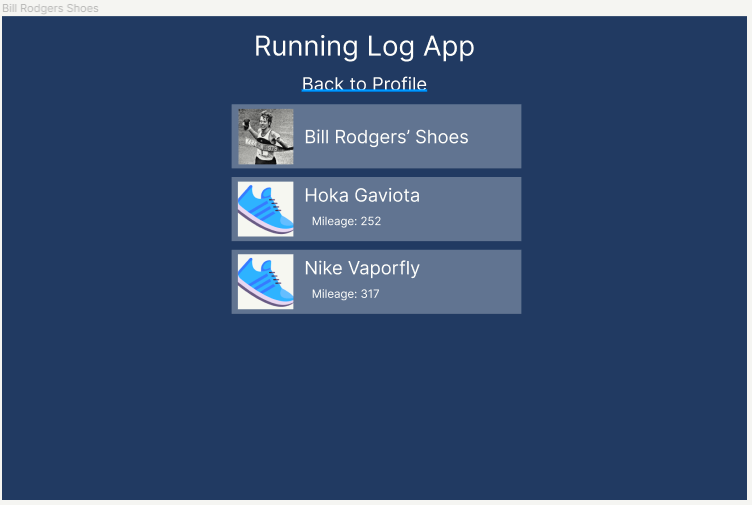 Bill Rodgers Shoes
Running Log App
Back to Profile
Bill Rodgers’ Shoes
Hoka Gaviota
Mileage: 252
Nike Vaporfly
Mileage: 317